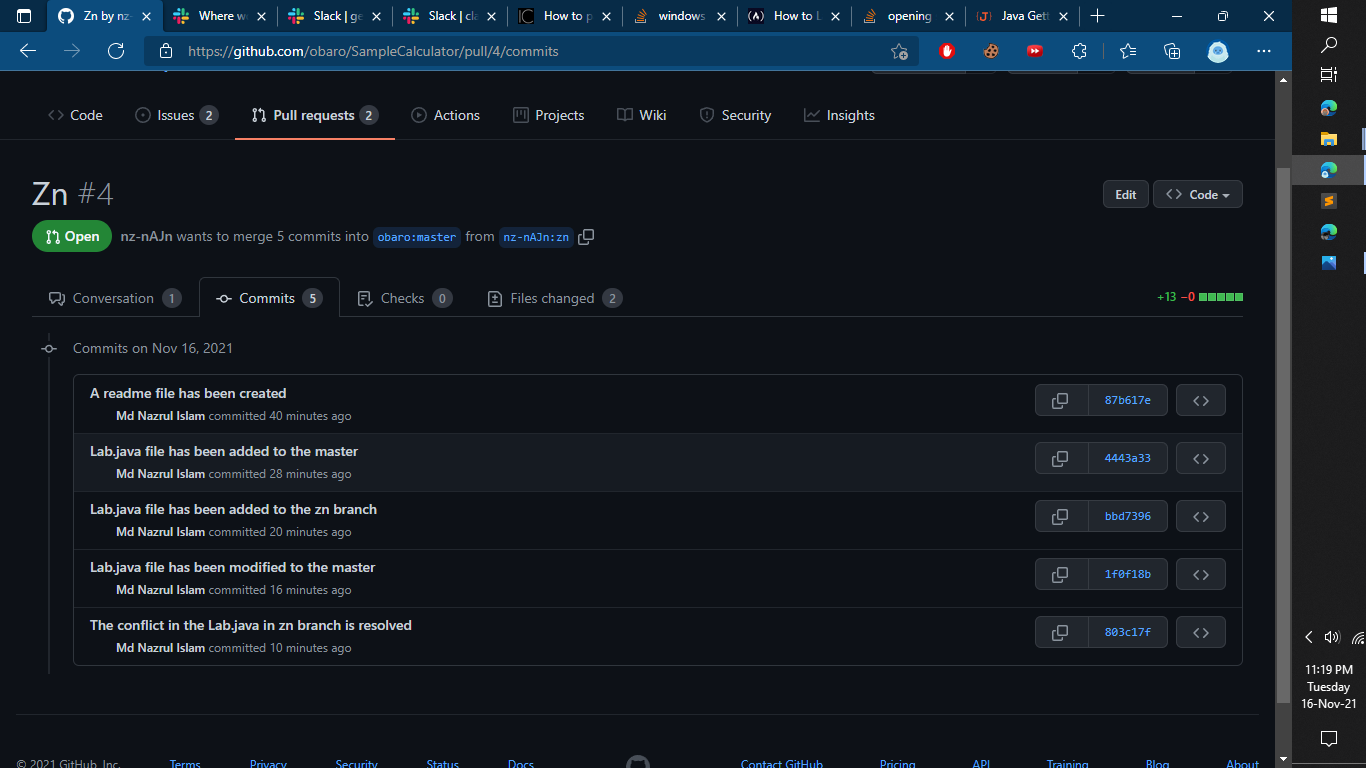 Zn by nz- Where w Slack | ge Slack | cla How to p windows How to L opening Java Gett
https://github.com/obaro/SampleCalculator/pull/4/commits
Code Issues 2 Pull requests 2 Actions Projects Wiki Security Insights
Zn #4
Edit Code
Open nz-nAJn wants to merge 5 commits into obaro:master from nz-nAJn:zn
Conversation 1 Commits 5 Checks 0 Files changed 2 +13 −0
Commits on Nov 16, 2021
A readme file has been created
87b617e
Md Nazrul Islam committed 40 minutes ago
Lab.java file has been added to the master
4443a33
Md Nazrul Islam committed 28 minutes ago
Lab.java file has been added to the zn branch
bbd7396
Md Nazrul Islam committed 20 minutes ago
Lab.java file has been modified to the master
1f0f18b
Md Nazrul Islam committed 16 minutes ago
The conflict in the Lab.java in zn branch is resolved
803c17f
Md Nazrul Islam committed 10 minutes ago
© 2021 GitHub, Inc. Terms Privacy Security Status Docs Contact GitHub Pricing API Training Blog About
11:19 PM
Tuesday
16-Nov-21